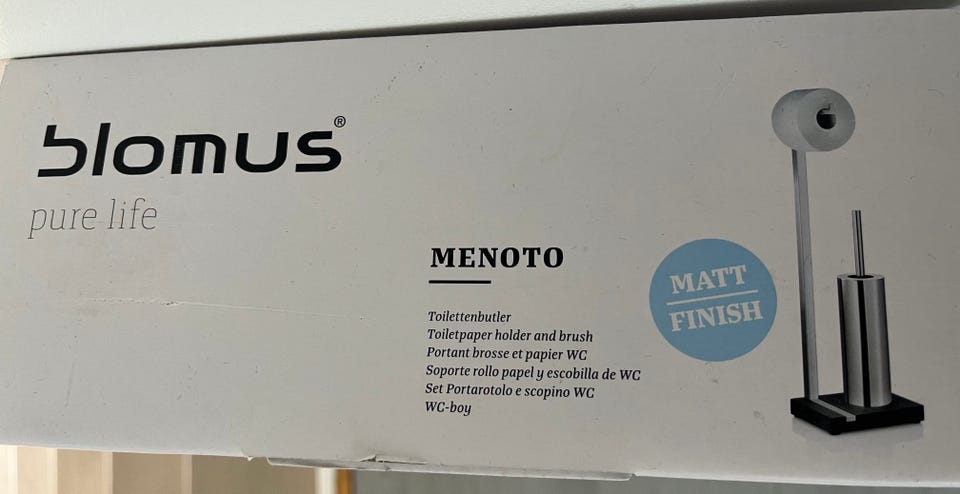 blomus®
pure life
MENOTO
Toilettenbutler
Toiletpaper holder and brush
Portant brosse et papier WC
Soporte rollo papel y escobilla de WC
Set Portarotolo e scopino WC
WC-boy
MATT
FINISH